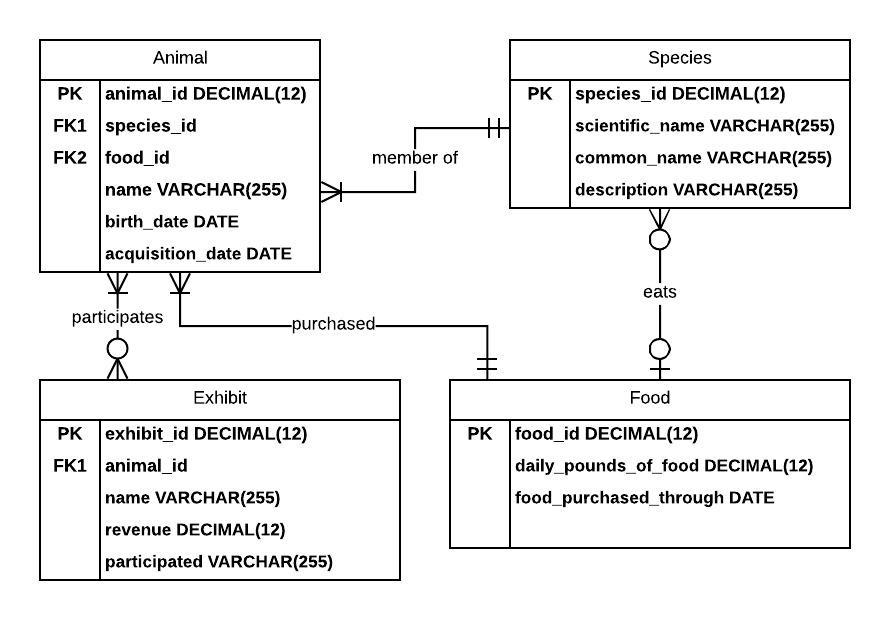 Animal
PK animal_id DECIMAL(12)
FK1 species_id
FK2 food_id
name VARCHAR(255)
birth_date DATE
acquisition_date DATE
member of
Species
PK species_id DECIMAL(12)
scientific_name VARCHAR(255)
common_name VARCHAR(255)
description VARCHAR(255)
participates
purchased
eats
Exhibit
PK exhibit_id DECIMAL(12)
FK1 animal_id
name VARCHAR(255)
revenue DECIMAL(12)
participated VARCHAR(255)
Food
PK food_id DECIMAL(12)
daily_pounds_of_food DECIMAL(12)
food_purchased_through DATE